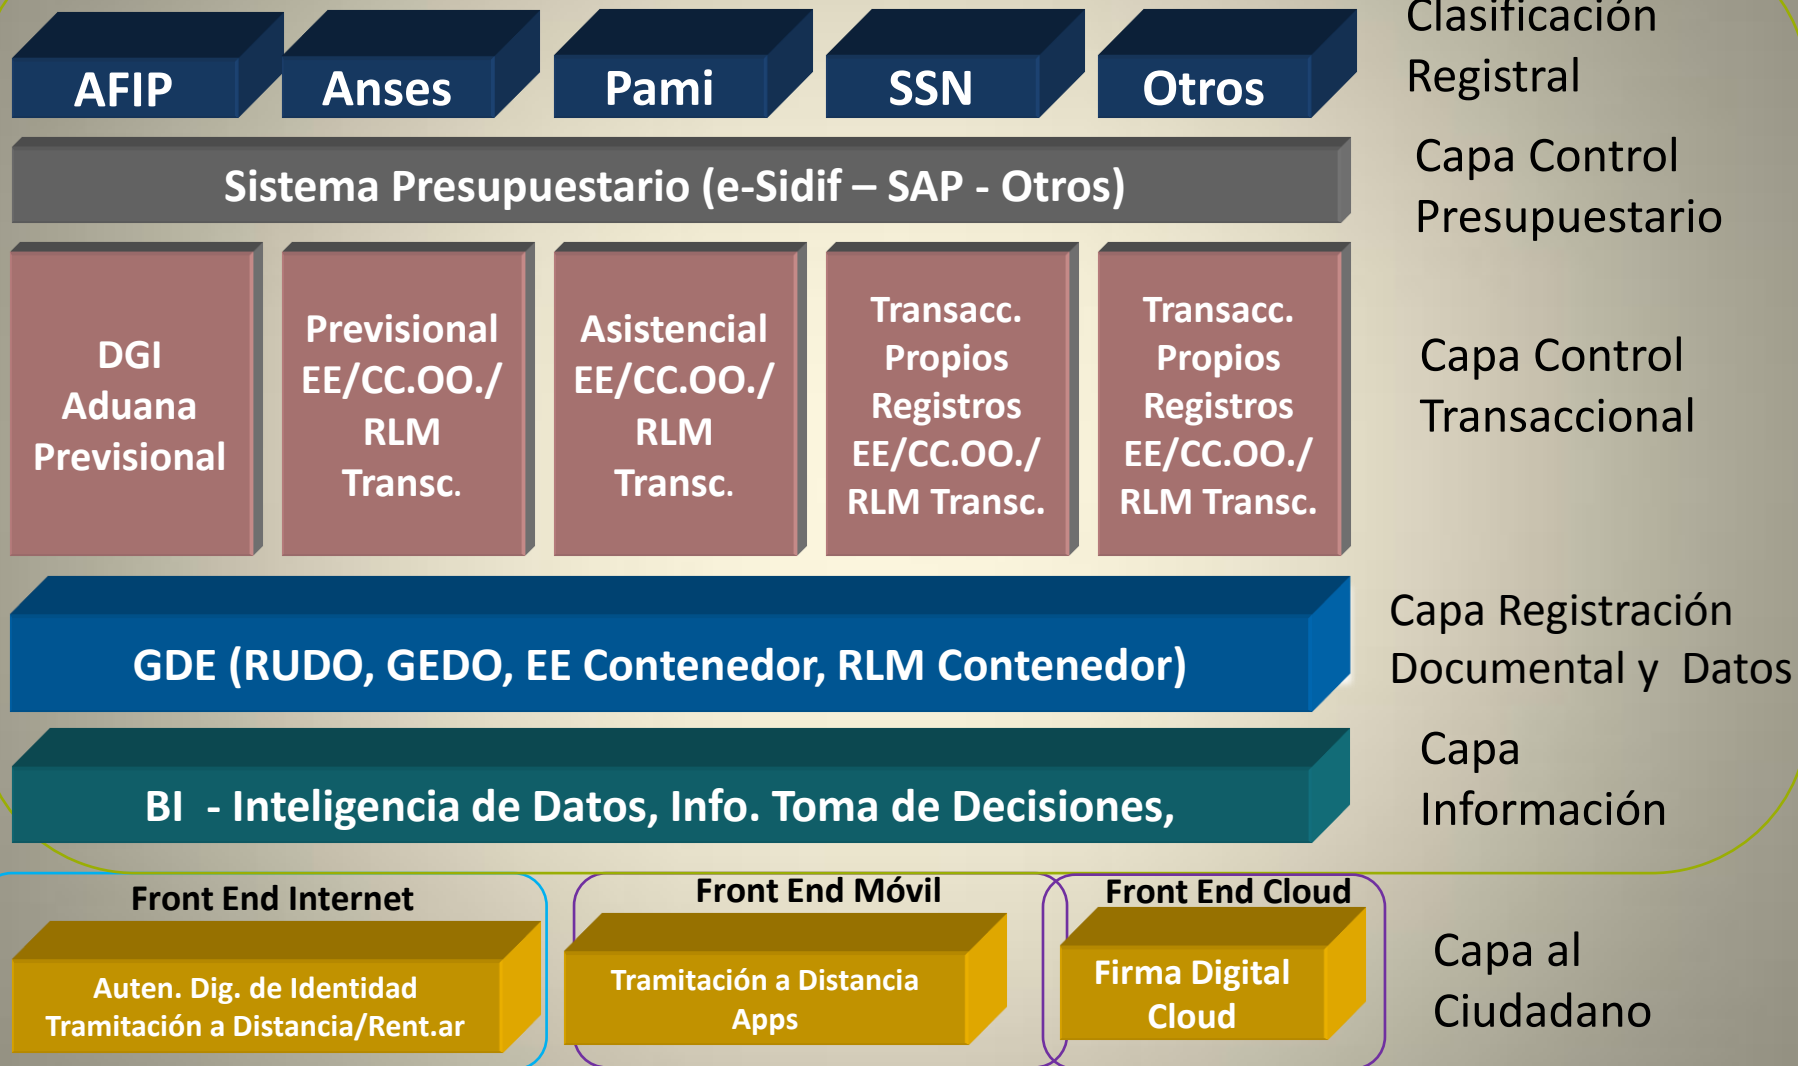 Clasificación
Registral
AFIP
Anses
Pami
SSN
Otros
Sistema Presupuestario (e-Sidif – SAP - Otros)
Capa Control
Presupuestario
DGI
Aduana
Previsional
Previsional
EE/CC.OO./
RLM
Transc.
Asistencial
EE/CC.OO./
RLM
Transc.
Transacc.
Propios
Registros
EE/CC.OO./
RLM Transc.
Transacc.
Propios
Registros
EE/CC.OO./
RLM Transc.
Capa Control
Transaccional
GDE (RUDO, GEDO, EE Contenedor, RLM Contenedor)
Capa Registración
Documental y  Datos
BI  - Inteligencia de Datos, Info. Toma de Decisiones,
Capa
Información
Front End Internet
Auten. Dig. de Identidad
Tramitación a Distancia/Rent.ar
Front End Móvil
Tramitación a Distancia
Apps
Front End Cloud
Firma Digital
Cloud
Capa al
Ciudadano